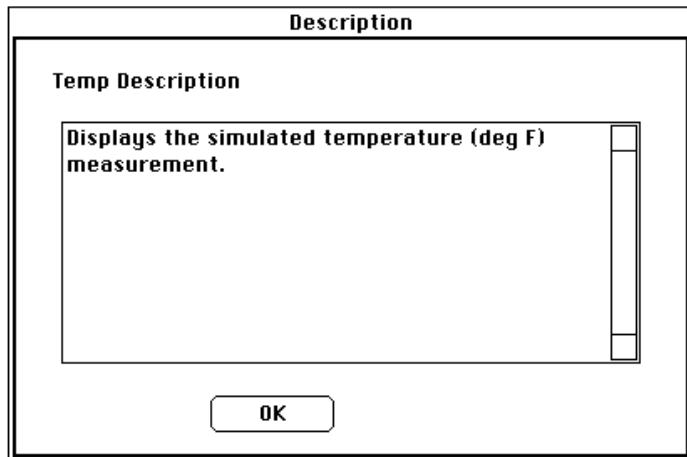 Description
Temp Description
Displays the simulated temperature (deg F)
measurement.
OK